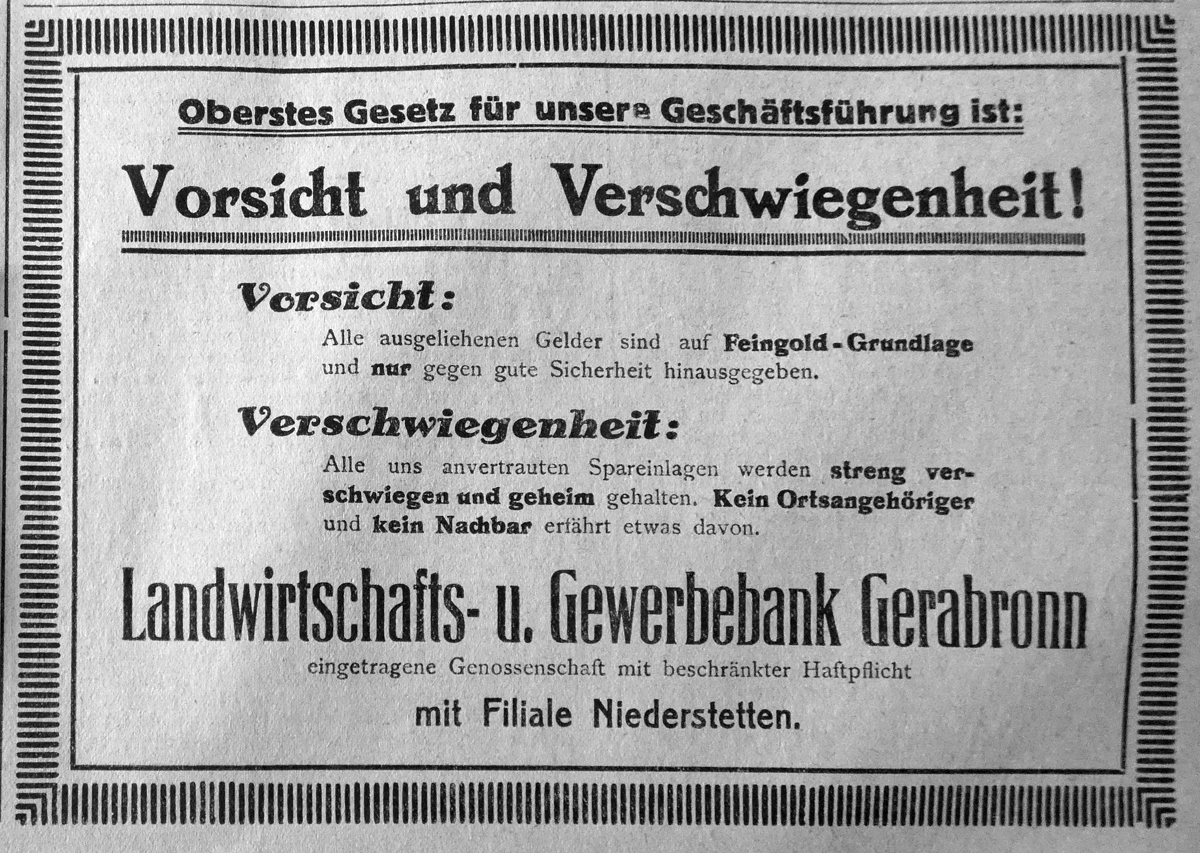 Oberstes Gesetz für unsere Geschäftsführung ist:
Vorsicht und Verschwiegenheit!
Vorsicht:
Alle ausgeliehenen Gelder sind auf Feingold-Grundlage
und nur gegen gute Sicherheit hinausgegeben.
Verschwiegenheit:
Alle uns anvertrauten Spareinlagen werden streng ver-
schwiegen und geheim gehalten. Kein Ortsangehöriger
und kein Nachbar erfährt etwas davon.
Landwirtschafts- u. Gewerbebank Gerabronn
eingetragene Genossenschaft mit beschränkter Haftpflicht
mit Filiale Niederstetten.